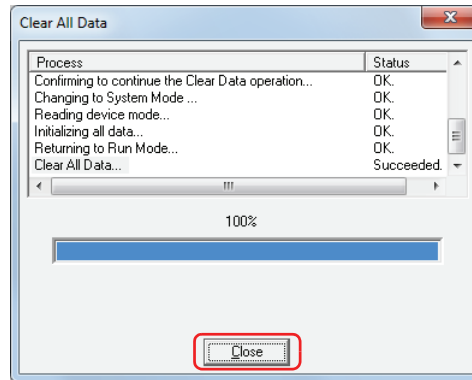 Clear All Data
Process Status
Confirming to continue the Clear Data operation... OK.
Changing to System Mode ... OK.
Reading device mode... OK.
Initializing all data... OK.
Returning to Run Mode... OK.
Clear All Data... Succeeded.
100%
Close